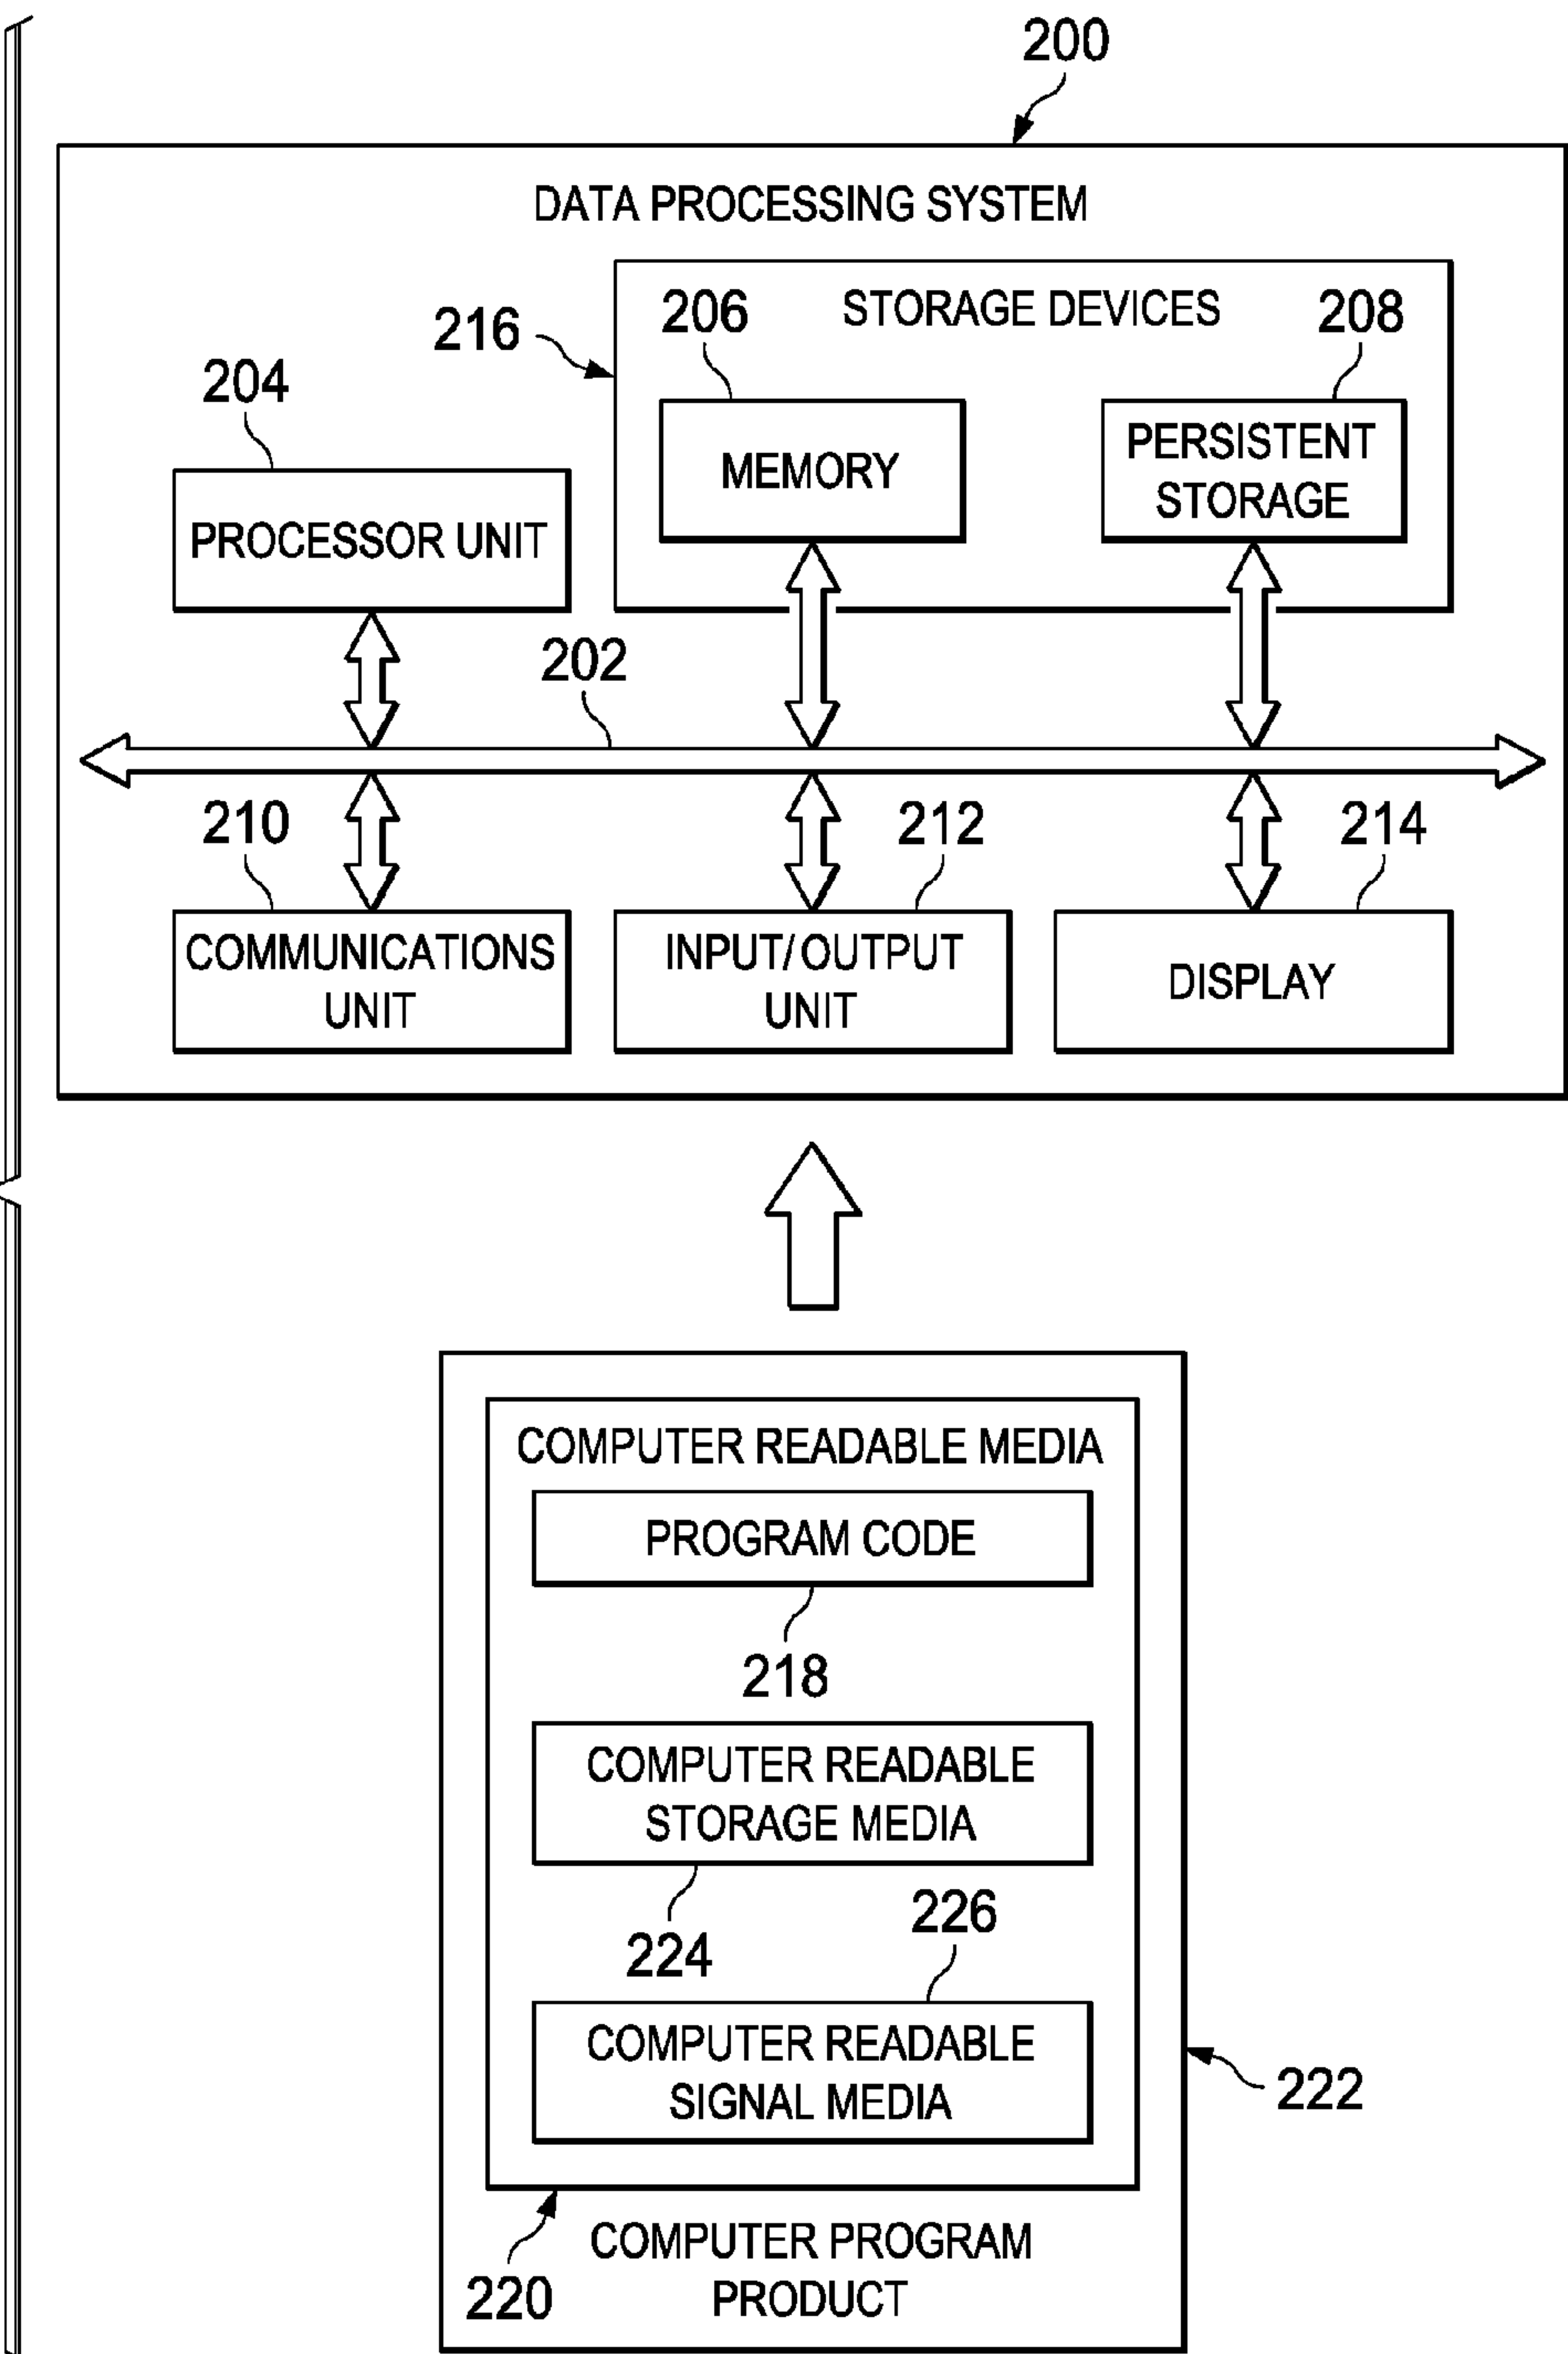 200
DATA PROCESSING SYSTEM
STORAGE DEVICES
216
206
208
204
MEMORY
PERSISTENT
STORAGE
PROCESSOR UNIT
202
210
212
214
COMMUNICATIONS
UNIT
INPUT/OUTPUT
UNIT
DISPLAY
COMPUTER READABLE MEDIA
PROGRAM CODE
218
COMPUTER READABLE
STORAGE MEDIA
224
226
COMPUTER READABLE
SIGNAL MEDIA
222
220
COMPUTER PROGRAM
PRODUCT